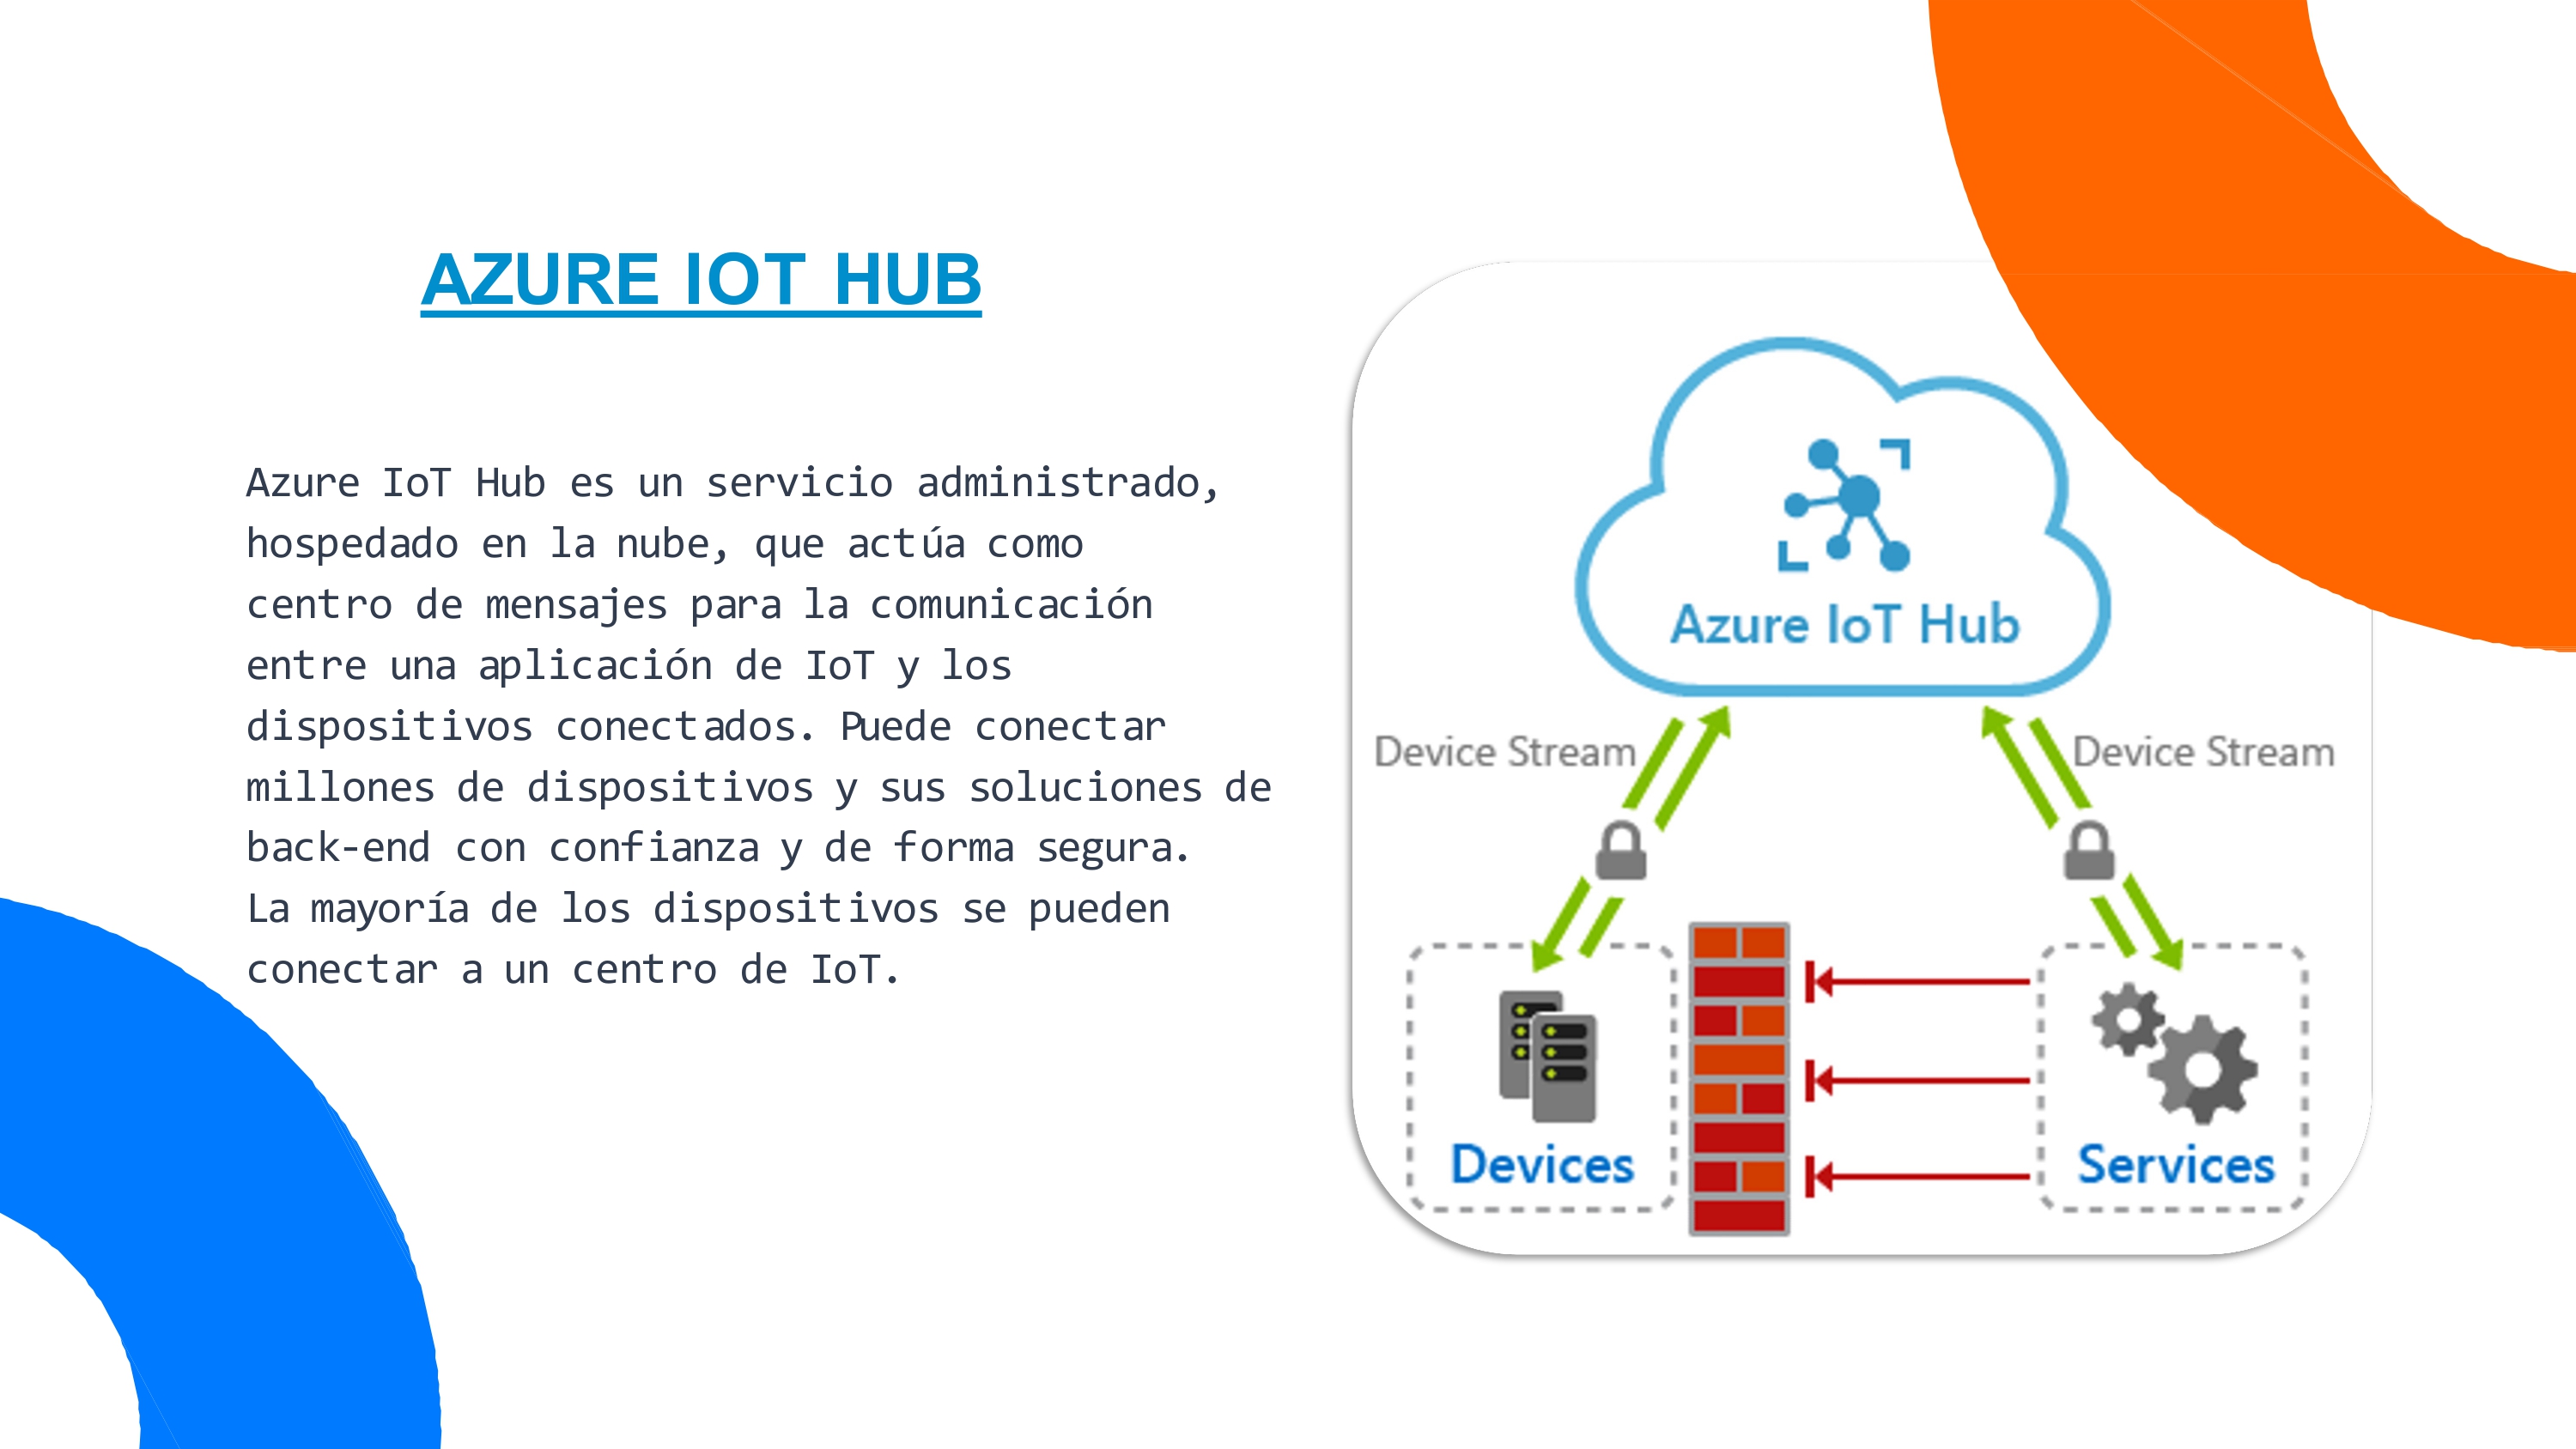 AZURE IOT HUB
Azure IoT Hub es un servicio administrado,
hospedado en la nube, que actúa como
centro de mensajes para la comunicación
entre una aplicación de IoT y los
dispositivos conectados. Puede conectar
millones de dispositivos y sus soluciones de
back-end con confianza y de forma segura.
La mayoría de los dispositivos se pueden
conectar a un centro de IoT.
Azure IoT Hub
Device Stream
Device Stream
Devices
Services